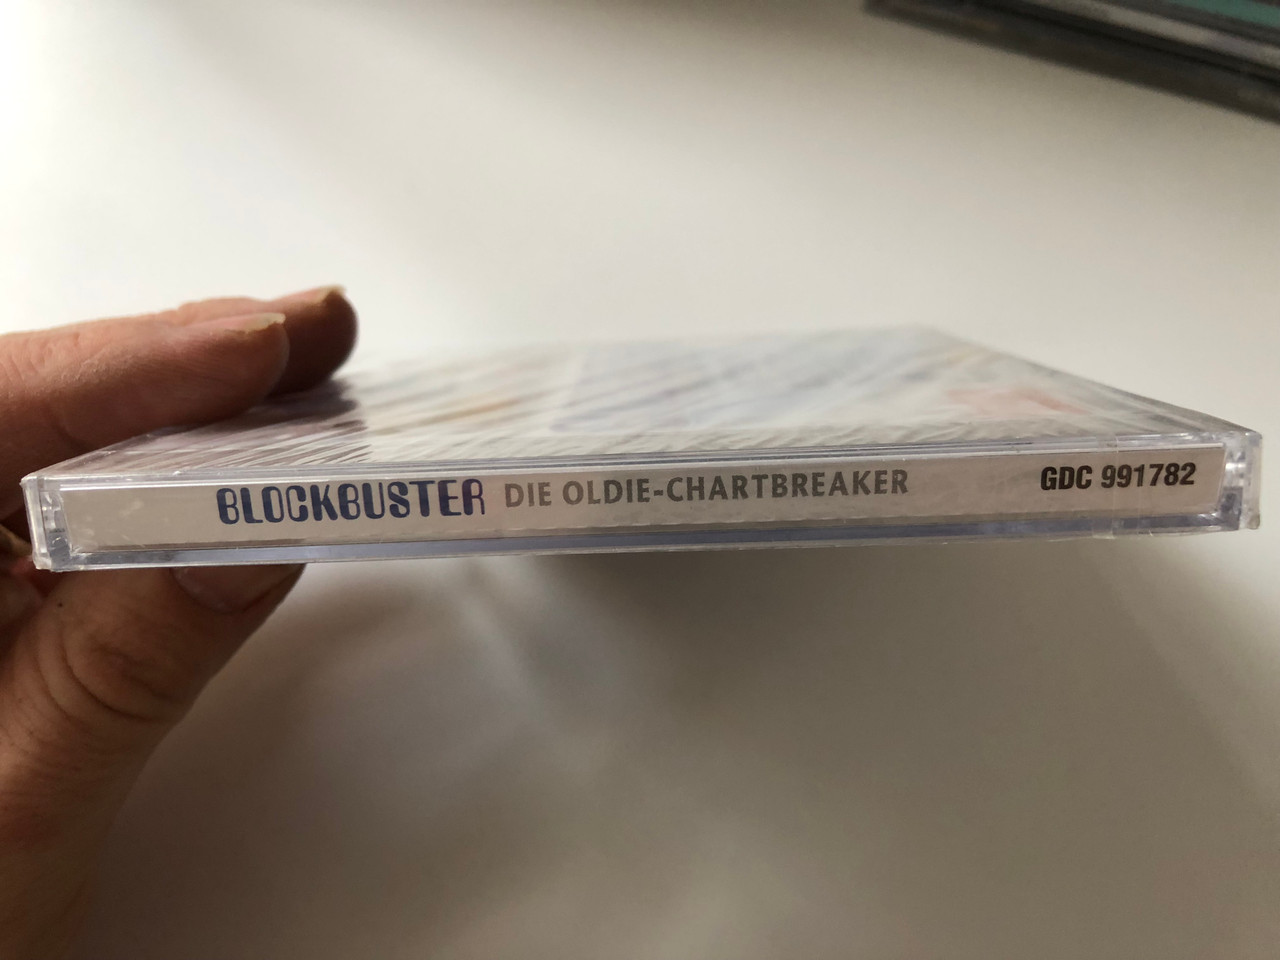 BLOCKBUSTER DIE OLDIE-CHARTBREAKER GDC 991782